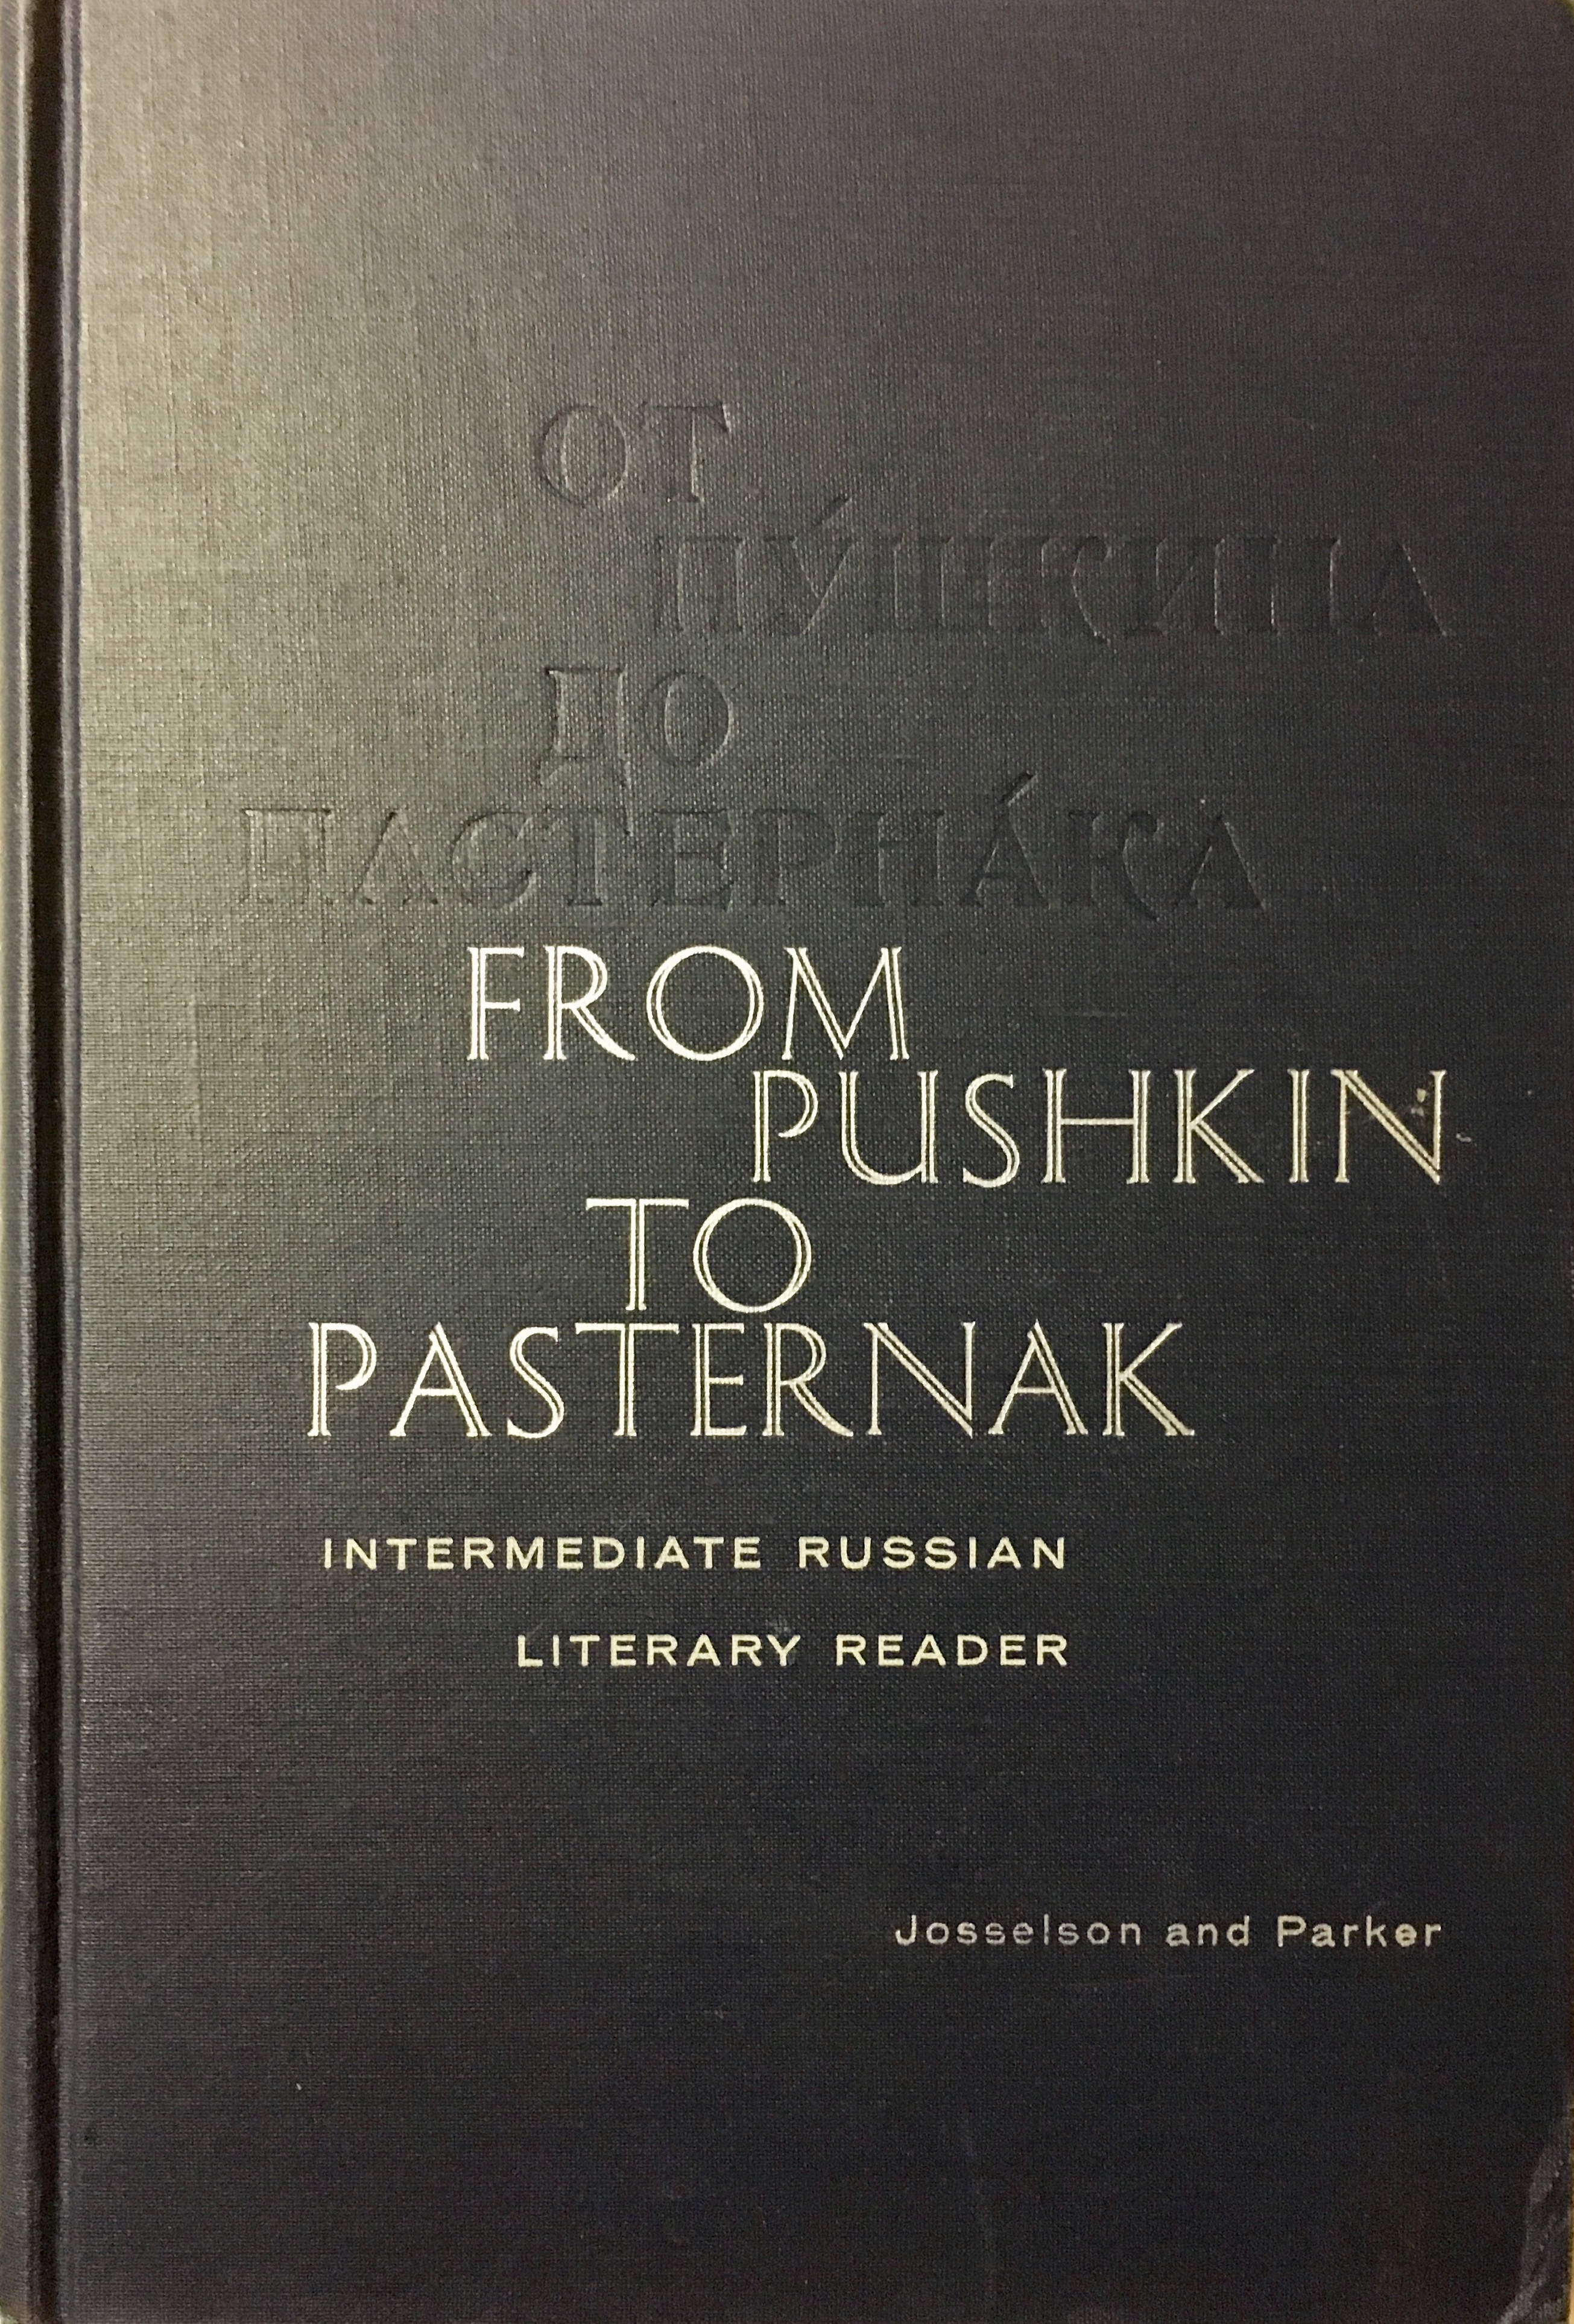 ОТ
ПУ́ШКИНА
ДО
ПАСТЕРНА́КА
FROM
PUSHKIN
TO
PASTERNAK
INTERMEDIATE RUSSIAN
LITERARY READER
Josselson and Parker